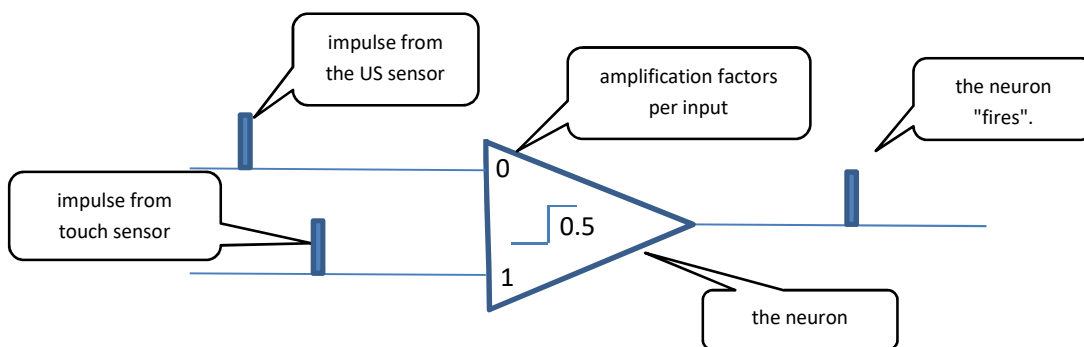 impulse from
the US sensor
amplification factors
per input
the neuron
"fires".
impulse from
touch sensor
0
0.5
1
the neuron